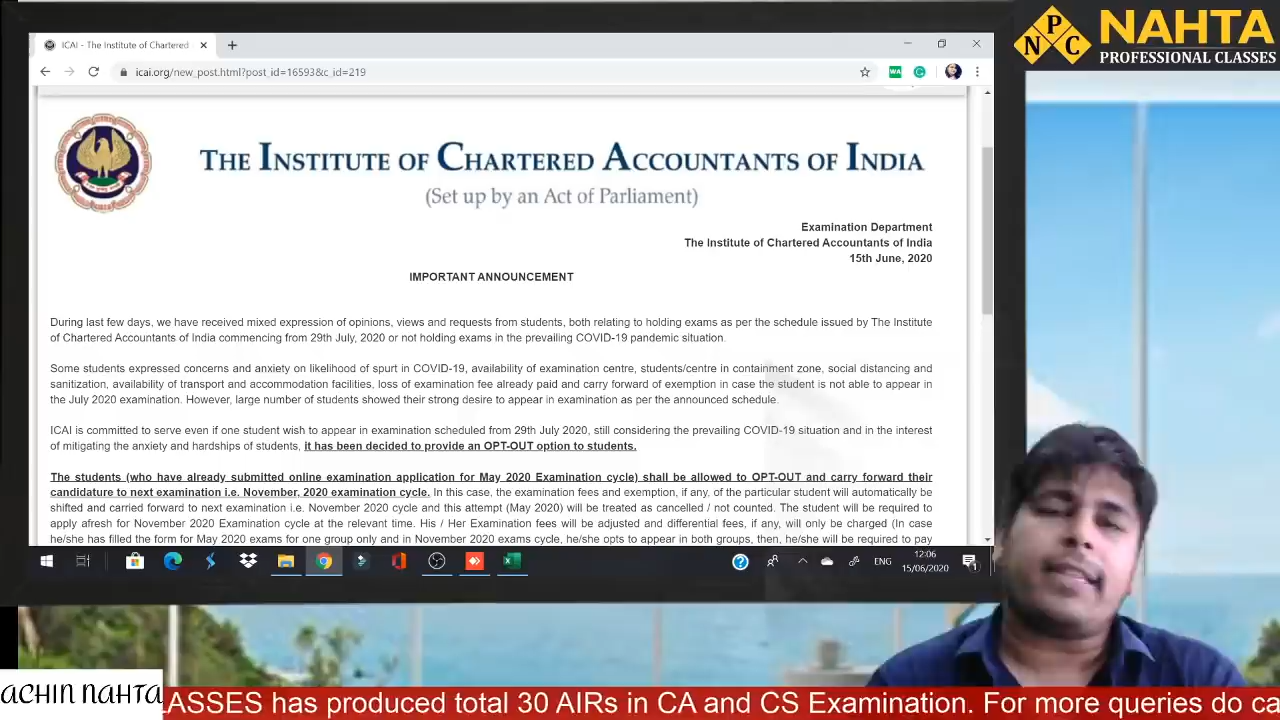 NAHTA
NPC
PROFESSIONAL CLASSES
ICAI - The Institute of Chartered
icai.org/new_post.html?post_id=16593&c_id=219
THE INSTITUTE OF CHARTERED ACCOUNTANTS OF INDIA
(Set up by an Act of Parliament)
Examination Department
The Institute of Chartered Accountants of India
15th June, 2020
IMPORTANT ANNOUNCEMENT
During last few days, we have received mixed expression of opinions, views and requests from students, both relating to holding exams as per the schedule issued by The Institute
of Chartered Accountants of India commencing from 29th July, 2020 or not holding exams in the prevailing COVID-19 pandemic situation.
Some students expressed concerns and anxiety on likelihood of spurt in COVID-19, availability of examination centre, students/centre in containment zone, social distancing and
sanitization, availability of transport and accommodation facilities, loss of examination fee already paid and carry forward of exemption in case the student is not able to appear in
the July 2020 examination. However, large number of students showed their strong desire to appear in examination as per the announced schedule.
ICAI is committed to serve even if one student wish to appear in examination scheduled from 29th July 2020, still considering the prevailing COVID-19 situation and in the interest
of mitigating the anxiety and hardships of students, it has been decided to provide an OPT-OUT option to students.
The students (who have already submitted online examination application for May 2020 Examination cycle) shall be allowed to OPT-OUT and carry forward their
candidature to next examination i.e. November, 2020 examination cycle. In this case, the examination fees and exemption, if any, of the particular student will automatically be
shifted and carried forward to next examination i.e. November 2020 cycle and this attempt (May 2020) will be treated as cancelled / not counted. The student will be required to
apply afresh for November 2020 Examination cycle at the relevant time. His / Her Examination fees will be adjusted and differential fees, if any, will only be charged (In case
he/she has filled the form for May 2020 exams for one group only and in November 2020 exams cycle, he/she opts to appear in both groups, then, he/she will be required to pay
ENG
12:06
15/06/2020
ACHIN NAHTA
LASSES has produced total 30 AIRs in CA and CS Examination. For more queries do ca